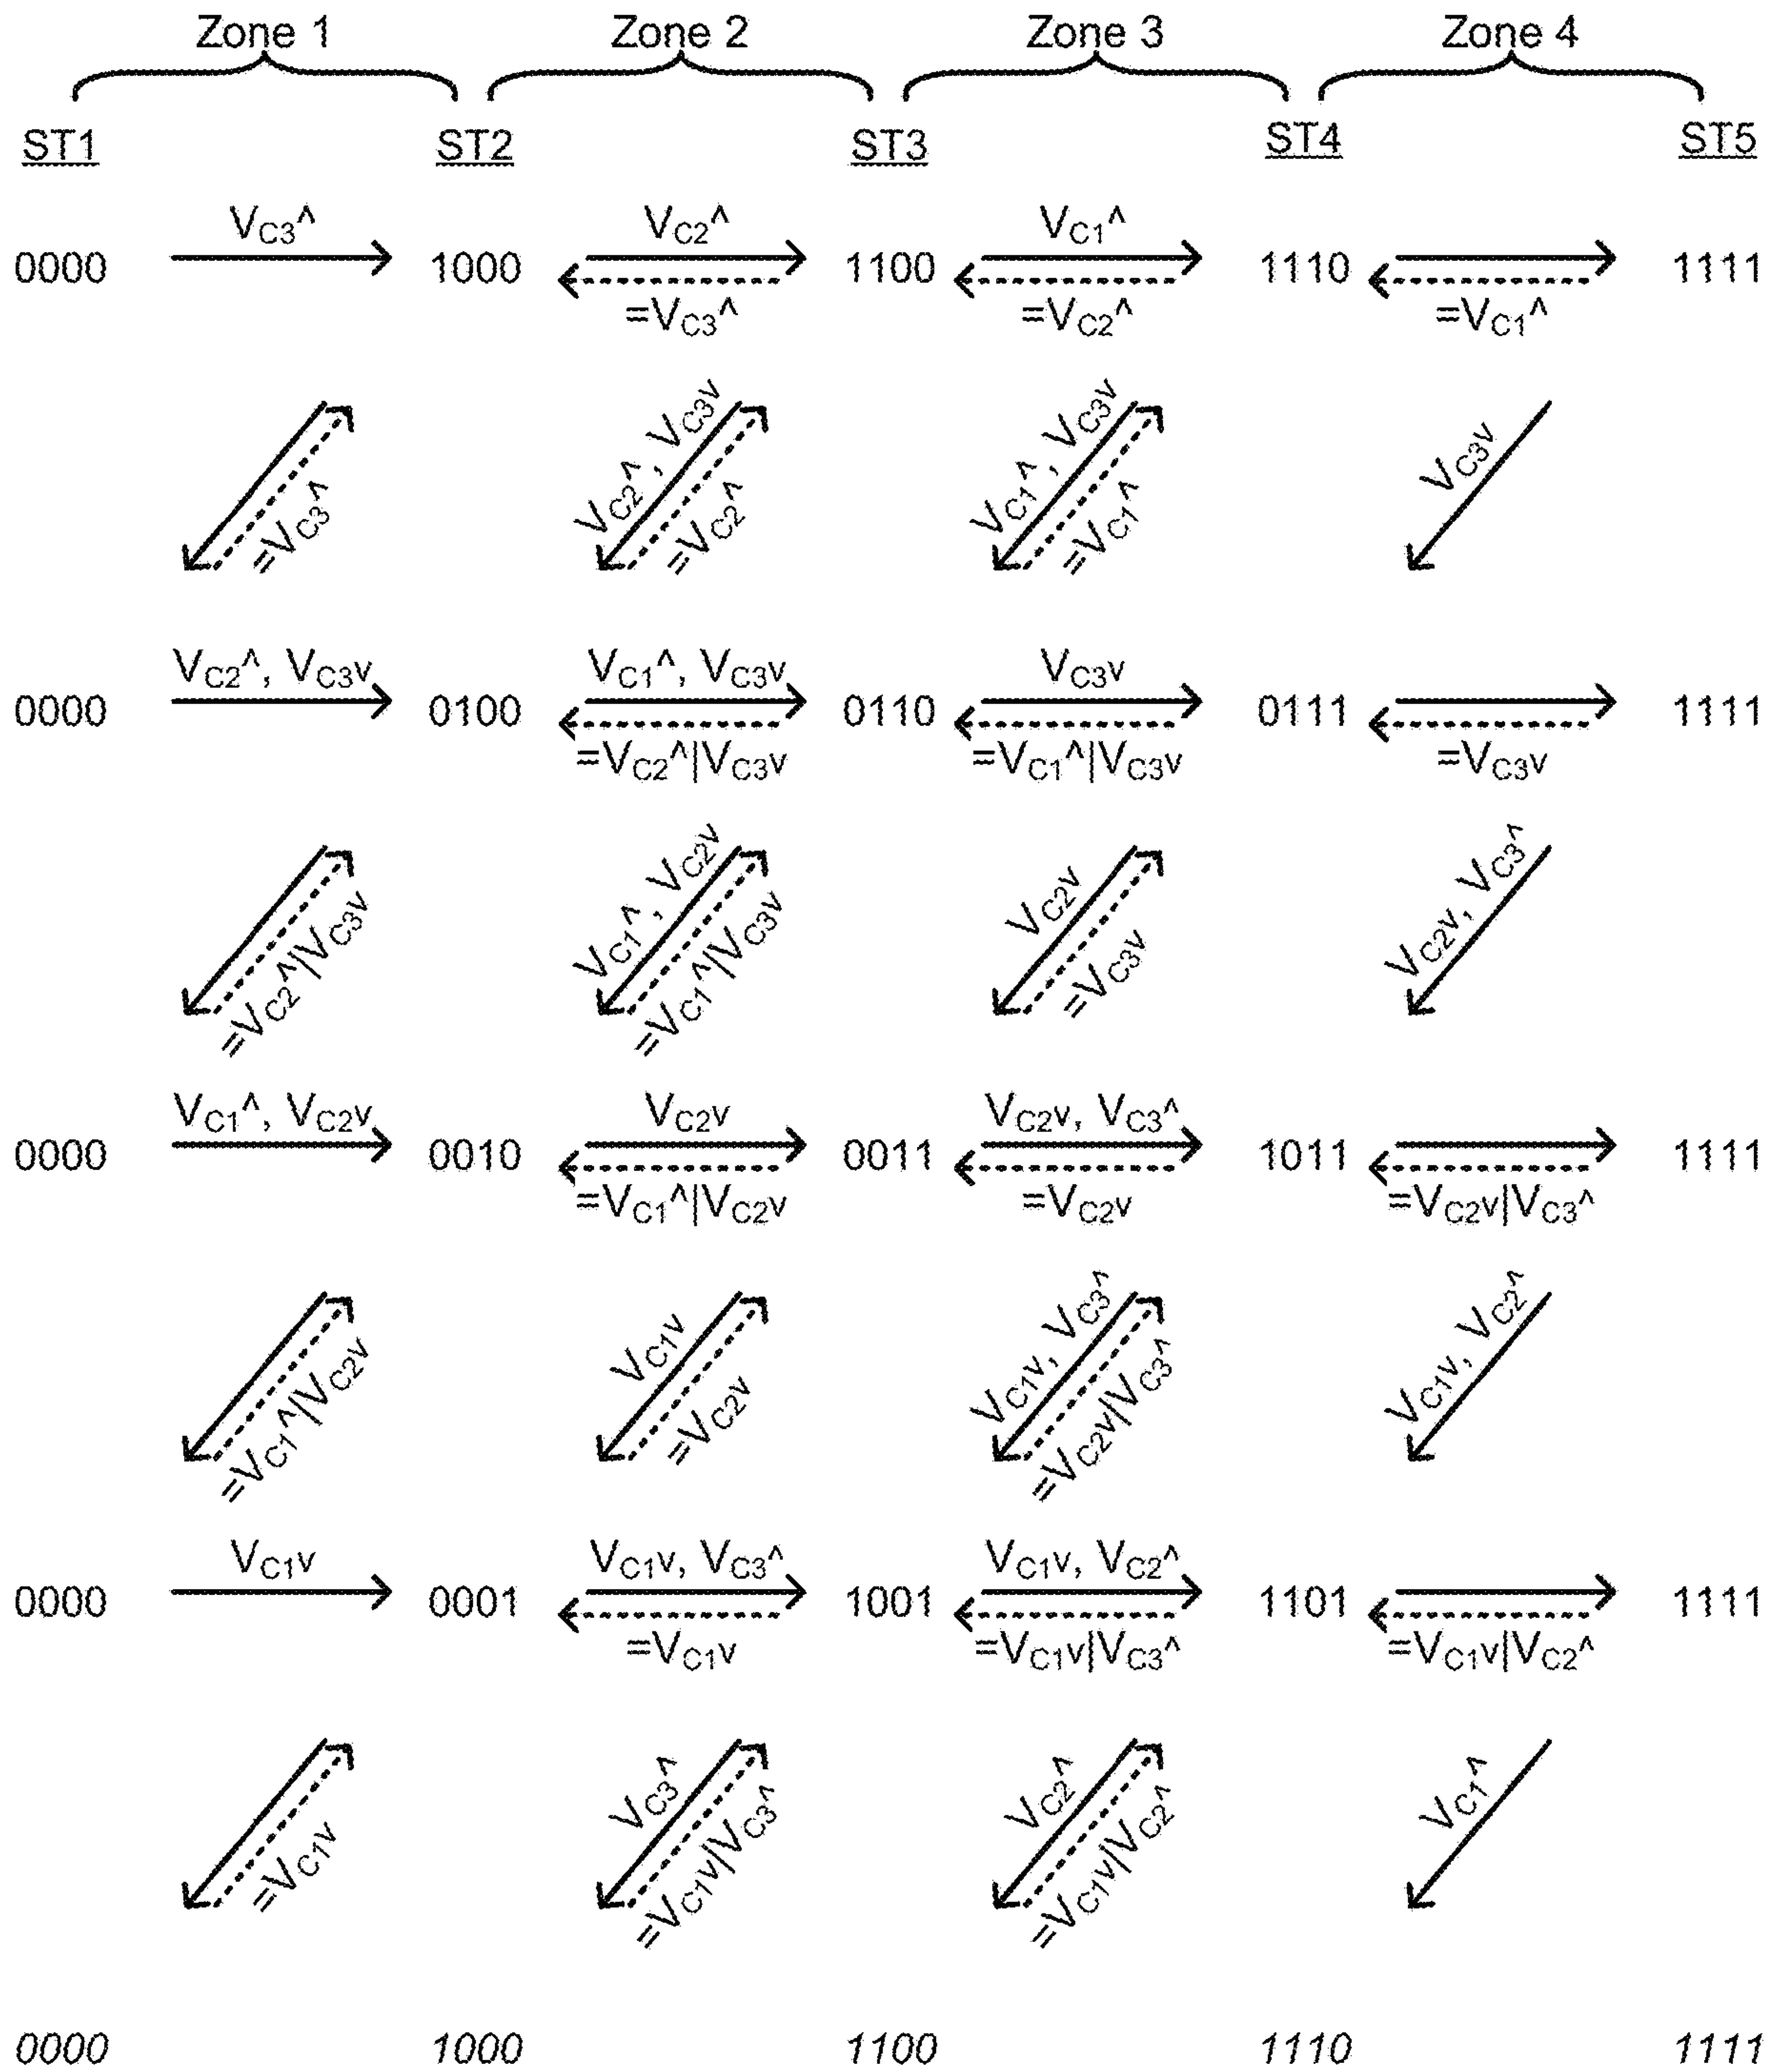 Zone 1 Zone 2 Zone 3 Zone 4
ST1 ST2 ST3 ST4 ST5
VC3^ VC2^ VC1^
0000 1000 1100 1110 1111
=VC3^ =VC2^ =VC1^
=VC3^ VC2^, VC3v =VC2^ VC1^, VC3v =VC1^ VC3v
VC2^, VC3v VC1^, VC3v VC3v
0000 0100 0110 0111 1111
=VC2^|VC3v =VC1^|VC3v =VC3v
=VC2^|VC3v VC1^, VC2v =VC1^|VC3v VC2v =VC3v VC2v, VC3^
VC1^, VC2v VC2v VC2v, VC3^
0000 0010 0011 1011 1111
=VC1^|VC2v =VC2v =VC2v|VC3^
=VC1^|VC2v VC1v =VC2v VC1v, VC3^ =VC2v|VC3^ VC1v, VC2^
VC1v VC1v, VC3^ VC1v, VC2^
0000 0001 1001 1101 1111
=VC1v =VC1v|VC3^ =VC1v|VC2^
=VC1v VC3^ =VC1v|VC3^ VC2^ =VC1v|VC2^ VC1^
0000 1000 1100 1110 1111